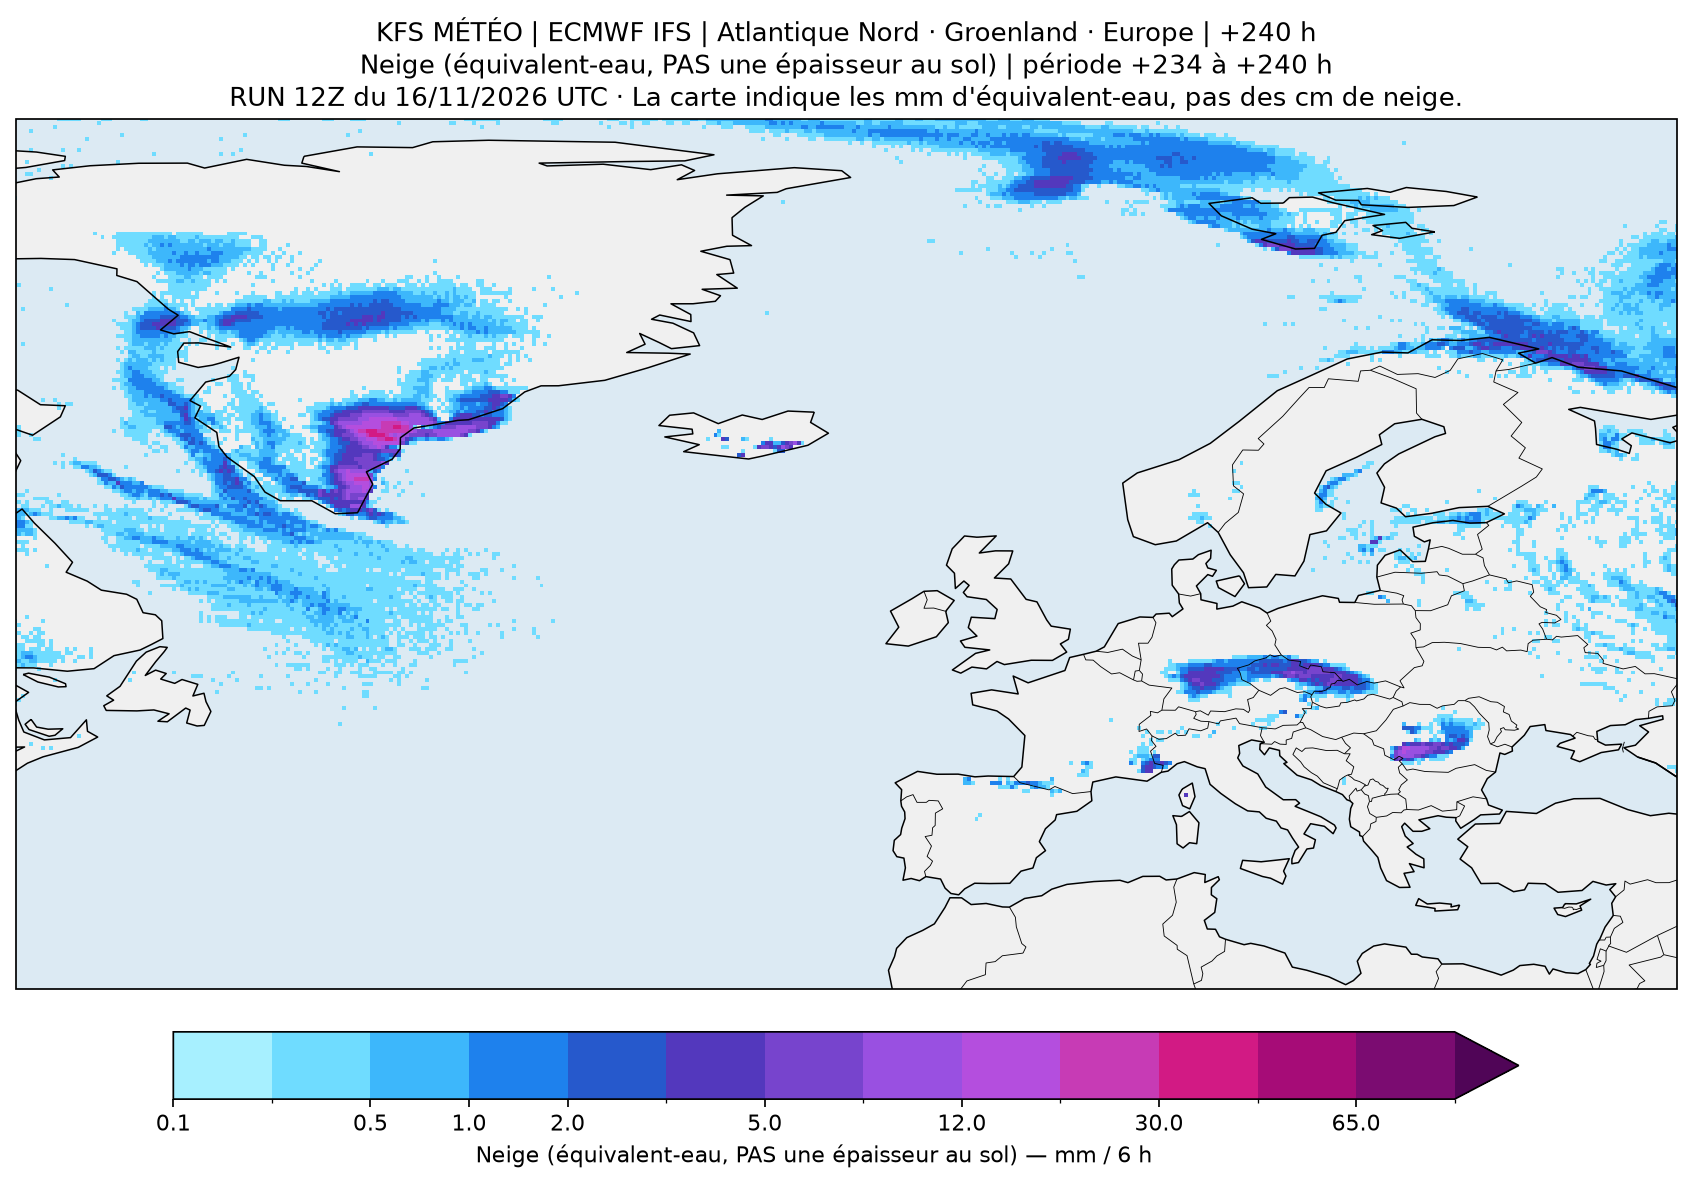 KFS MÉTÉO | ECMWF IFS | Atlantique Nord · Groenland · Europe | +240 h
Neige (équivalent-eau, PAS une épaisseur au sol) | période +234 à +240 h
RUN 12Z du 16/11/2026 UTC · La carte indique les mm d'équivalent-eau, pas des cm de neige.
0.1 0.5 1.0 2.0 5.0 12.0 30.0 65.0
Neige (équivalent-eau, PAS une épaisseur au sol) — mm / 6 h